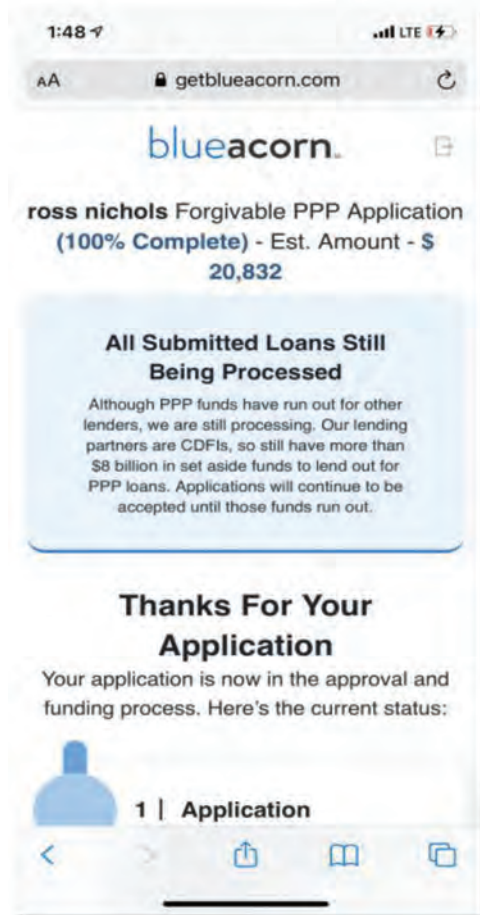 1:48
LTE
AA
getblueacorn.com
blueacorn.
ross nichols Forgivable PPP Application
(100% Complete) - Est. Amount - $
20,832
All Submitted Loans Still
Being Processed
Although PPP funds have run out for other
lenders, we are still processing. Our lending
partners are CDFIs, so still have more than
$8 billion in set aside funds to lend out for
PPP loans. Applications will continue to be
accepted until those funds run out.
Thanks For Your
Application
Your application is now in the approval and
funding process. Here's the current status:
1 | Application